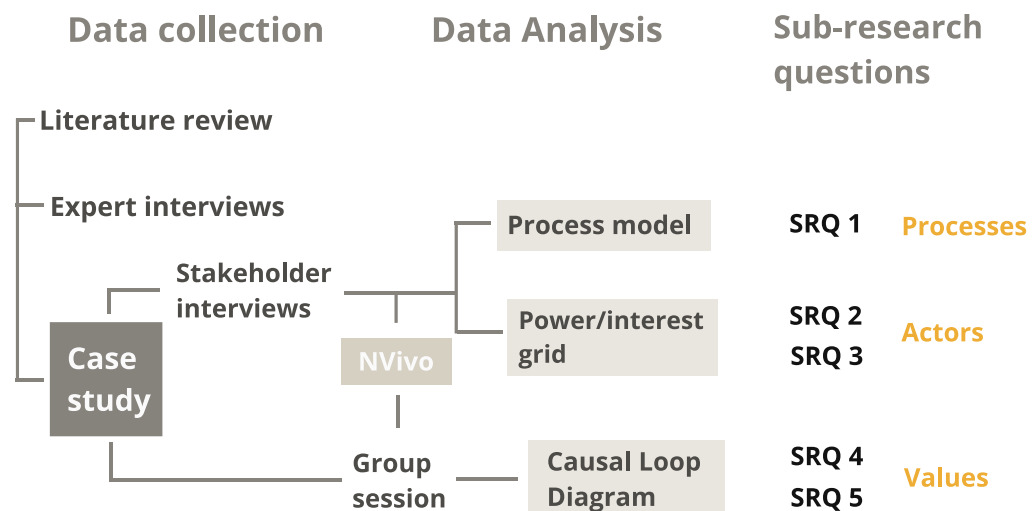 Data collection
Data Analysis
Sub-research
questions
Literature review
Expert interviews
Stakeholder
interviews
Case
study
NVivo
Group
session
Process model
Power/interest
grid
Causal Loop
Diagram
SRQ 1
Processes
SRQ 2
SRQ 3
Actors
SRQ 4
SRQ 5
Values